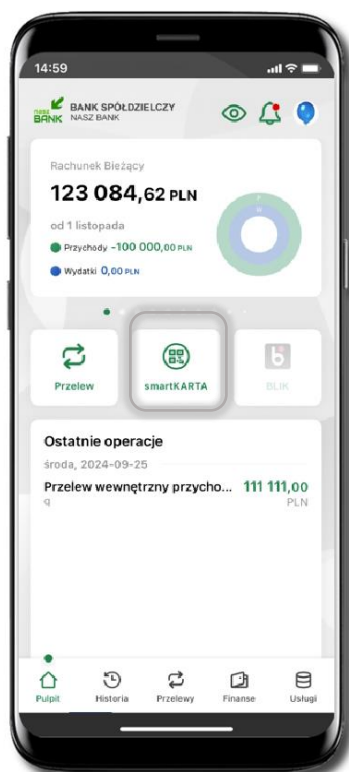 14:59
NASZ BANK
BANK SPÓŁDZIELCZY
NASZ BANK
Rachunek Bieżący
123 084,62 PLN
od 1 listopada
Przychody -100 000,00 PLN
Wydatki 0,00 PLN
Przelew
smartKARTA
BLIK
Ostatnie operacje
środa, 2024-09-25
Przelew wewnętrzny przycho... 111 111,00
q PLN
Pulpit Historia Przelewy Finanse Usługi